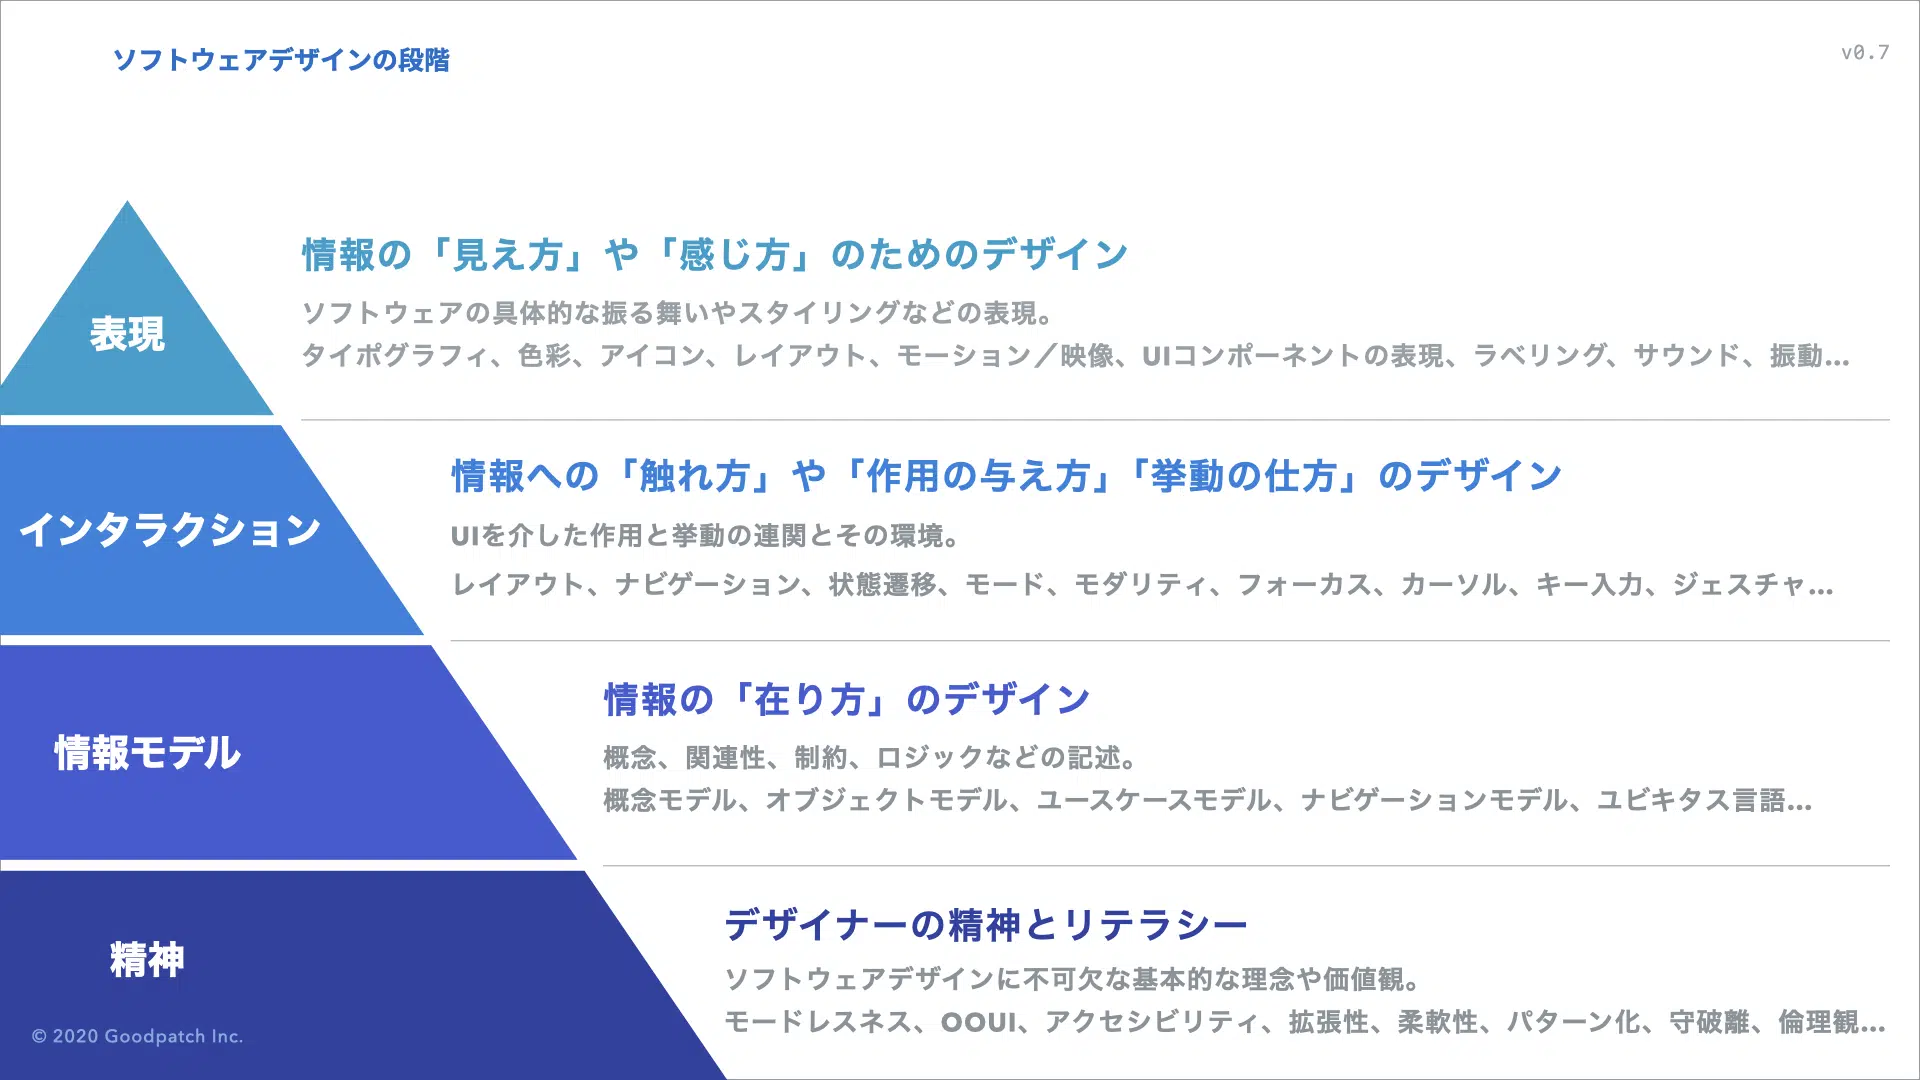 ソフトウェアデザインの段階
v0.7
表現
情報の「見え方」や「感じ方」のためのデザイン
ソフトウェアの具体的な振る舞いやスタイリングなどの表現。
タイポグラフィ、色彩、アイコン、レイアウト、モーション／映像、UIコンポーネントの表現、ラベリング、サウンド、振動...
インタラクション
情報への「触れ方」や「作用の与え方」「挙動の仕方」のデザイン
UIを介した作用と挙動の連関とその環境。
レイアウト、ナビゲーション、状態遷移、モード、モダリティ、フォーカス、カーソル、キー入力、ジェスチャ...
情報モデル
情報の「在り方」のデザイン
概念、関連性、制約、ロジックなどの記述。
概念モデル、オブジェクトモデル、ユースケースモデル、ナビゲーションモデル、ユビキタス言語...
精神
デザイナーの精神とリテラシー
ソフトウェアデザインに不可欠な基本的な理念や価値観。
モードレスネス、OOUI、アクセシビリティ、拡張性、柔軟性、パターン化、守破離、倫理観...
© 2020 Goodpatch Inc.